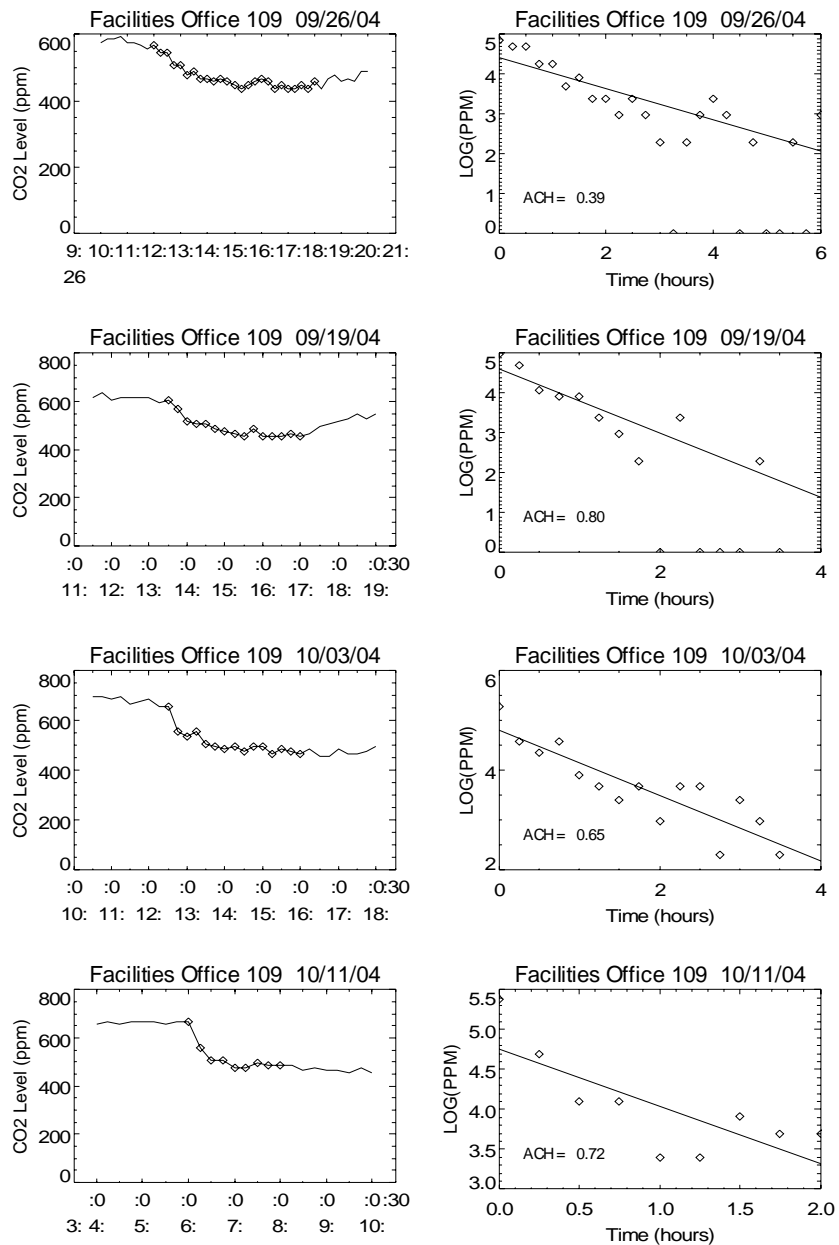 Facilities Office 109 09/26/04
CO2 Level (ppm)
600
400
200
0
9: 10:11:12:13:14:15:16:17:18:19:20:21:
26
Facilities Office 109 09/26/04
LOG(PPM)
5
4
3
2
1
0
ACH = 0.39
0 2 4 6
Time (hours)
Facilities Office 109 09/19/04
CO2 Level (ppm)
800
600
400
200
0
:0 :0 :0 :0 :0 :0 :0 :0 :0:30
11: 12: 13: 14: 15: 16: 17: 18: 19:
Facilities Office 109 09/19/04
LOG(PPM)
5
4
3
2
1
0
ACH = 0.80
0 2 4
Time (hours)
Facilities Office 109 10/03/04
CO2 Level (ppm)
800
600
400
200
0
:0 :0 :0 :0 :0 :0 :0 :0 :0:30
10: 11: 12: 13: 14: 15: 16: 17: 18:
Facilities Office 109 10/03/04
LOG(PPM)
6
4
2
ACH = 0.65
0 2 4
Time (hours)
Facilities Office 109 10/11/04
CO2 Level (ppm)
800
600
400
200
0
:0 :0 :0 :0 :0 :0 :0:30
3: 4: 5: 6: 7: 8: 9: 10:
Facilities Office 109 10/11/04
LOG(PPM)
5.5
5.0
4.5
4.0
3.5
3.0
ACH = 0.72
0.0 0.5 1.0 1.5 2.0
Time (hours)